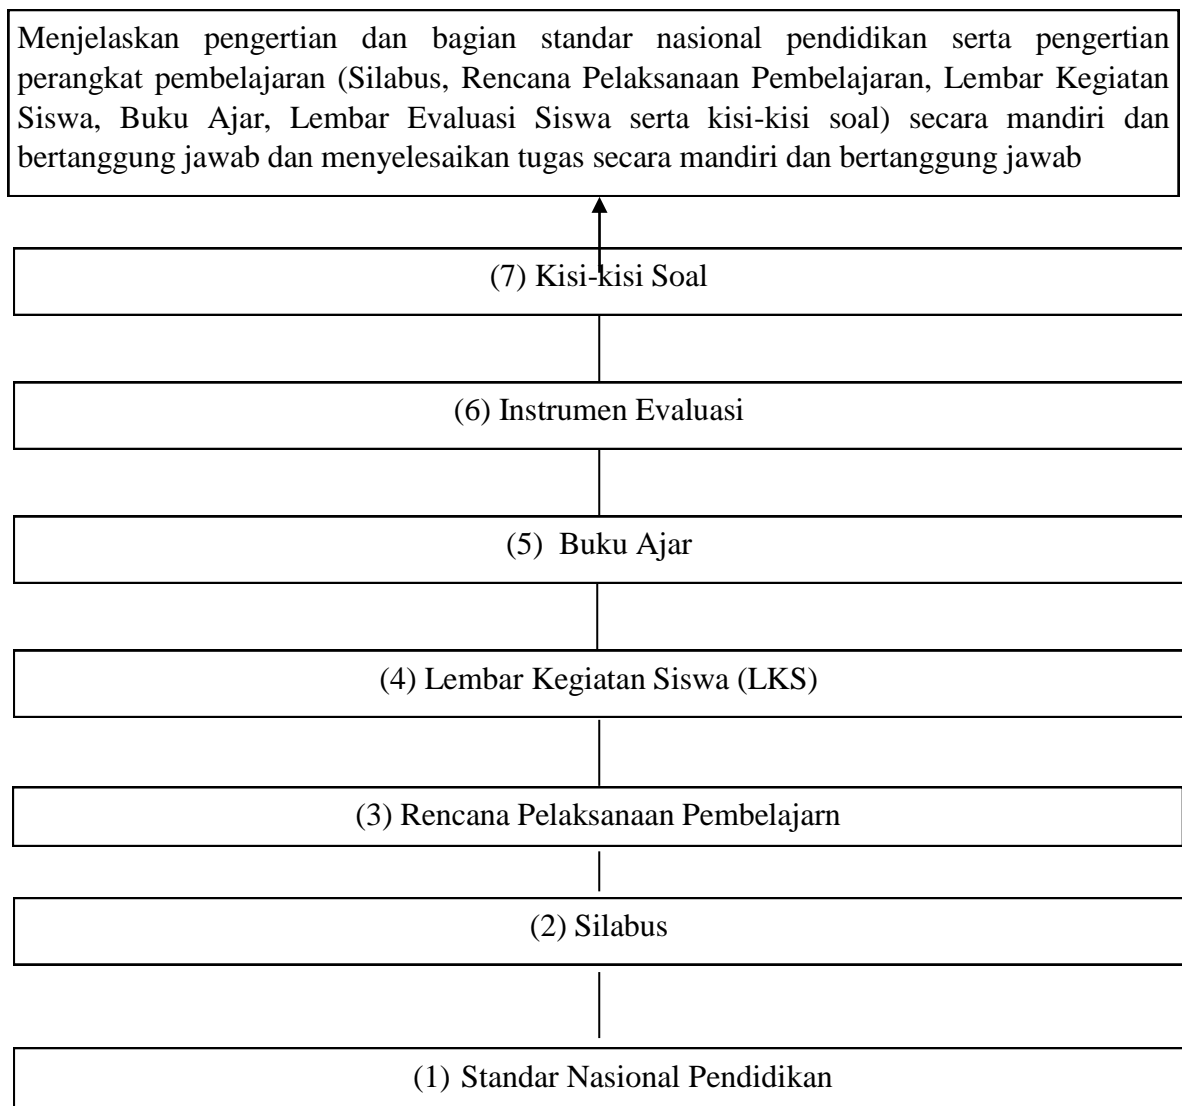 Menjelaskan pengertian dan bagian standar nasional pendidikan serta pengertian
perangkat pembelajaran (Silabus, Rencana Pelaksanaan Pembelajaran, Lembar Kegiatan
Siswa, Buku Ajar, Lembar Evaluasi Siswa serta kisi-kisi soal) secara mandiri dan
bertanggung jawab dan menyelesaikan tugas secara mandiri dan bertanggung jawab
(7) Kisi-kisi Soal
(6) Instrumen Evaluasi
(5) Buku Ajar
(4) Lembar Kegiatan Siswa (LKS)
(3) Rencana Pelaksanaan Pembelajarn
(2) Silabus
(1) Standar Nasional Pendidikan